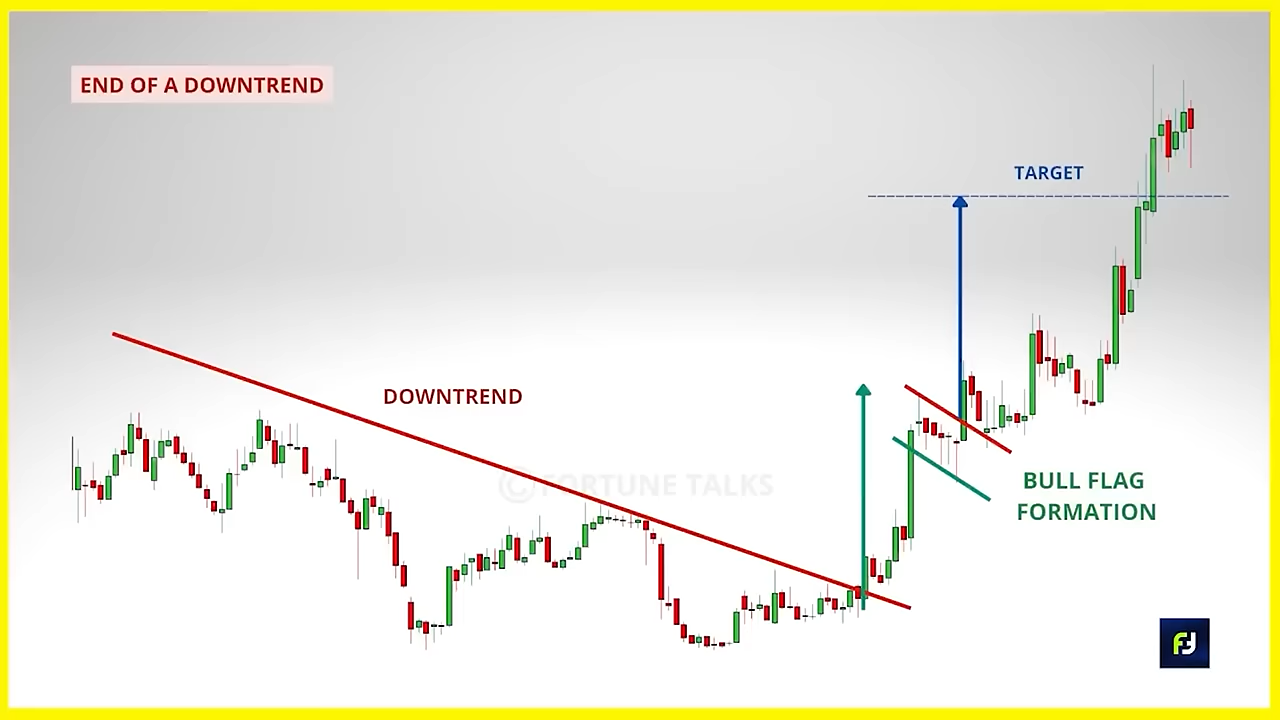 END OF A DOWNTREND
TARGET
DOWNTREND
© FORTUNE TALKS
BULL FLAG
FORMATION